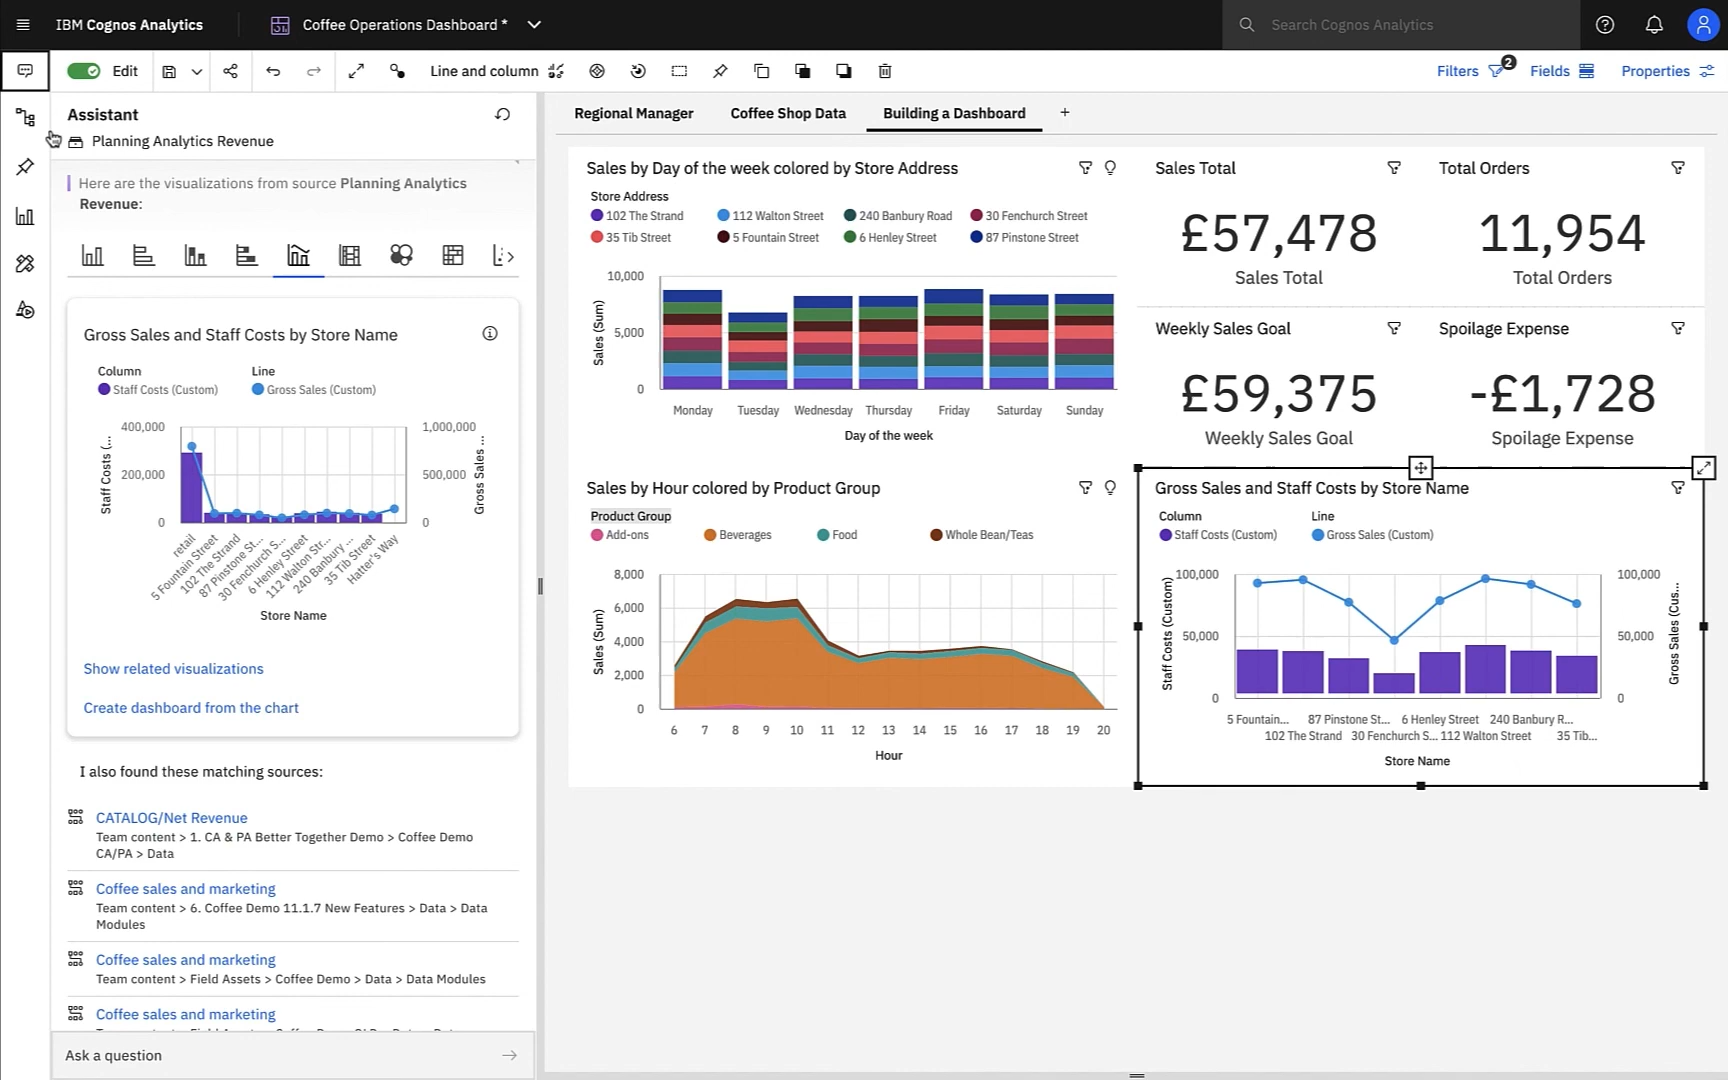 IBM Cognos Analytics
Coffee Operations Dashboard *
Search Cognos Analytics
Edit
Line and column
Filters
2
Fields
Properties
Assistant
Planning Analytics Revenue
Here are the visualizations from source Planning Analytics
Revenue:
Gross Sales and Staff Costs by Store Name
Column
Line
Staff Costs (Custom)
Gross Sales (Custom)
400,000
200,000
0
Staff Costs (...
1,000,000
500,000
0
Gross Sales ...
retail
5 Fountain Street
102 The Strand
87 Pinstone St...
30 Fenchurch S...
6 Henley Street
112 Walton Str...
240 Banbury ...
35 Tib Street
Hatter's Way
Store Name
Show related visualizations
Create dashboard from the chart
I also found these matching sources:
CATALOG/Net Revenue
Team content > 1. CA & PA Better Together Demo > Coffee Demo
CA/PA > Data
Coffee sales and marketing
Team content > 6. Coffee Demo 11.1.7 New Features > Data > Data
Modules
Coffee sales and marketing
Team content > Field Assets > Coffee Demo > Data > Data Modules
Coffee sales and marketing
Ask a question
Regional Manager
Coffee Shop Data
Building a Dashboard
Sales by Day of the week colored by Store Address
Store Address
102 The Strand
112 Walton Street
240 Banbury Road
30 Fenchurch Street
35 Tib Street
5 Fountain Street
6 Henley Street
87 Pinstone Street
10,000
5,000
0
Sales (Sum)
Monday
Tuesday
Wednesday
Thursday
Friday
Saturday
Sunday
Day of the week
Sales Total
£57,478
Sales Total
Total Orders
11,954
Total Orders
Weekly Sales Goal
£59,375
Weekly Sales Goal
Spoilage Expense
-£1,728
Spoilage Expense
Sales by Hour colored by Product Group
Product Group
Add-ons
Beverages
Food
Whole Bean/Teas
8,000
6,000
4,000
2,000
0
Sales (Sum)
6
7
8
9
10
11
12
13
14
15
16
17
18
19
20
Hour
Gross Sales and Staff Costs by Store Name
Column
Line
Staff Costs (Custom)
Gross Sales (Custom)
100,000
50,000
0
Staff Costs (Custom)
100,000
50,000
0
Gross Sales (Cus...
5 Fountain...
87 Pinstone St...
6 Henley Street
240 Banbury R...
102 The Strand
30 Fenchurch S...
112 Walton Street
35 Tib...
Store Name